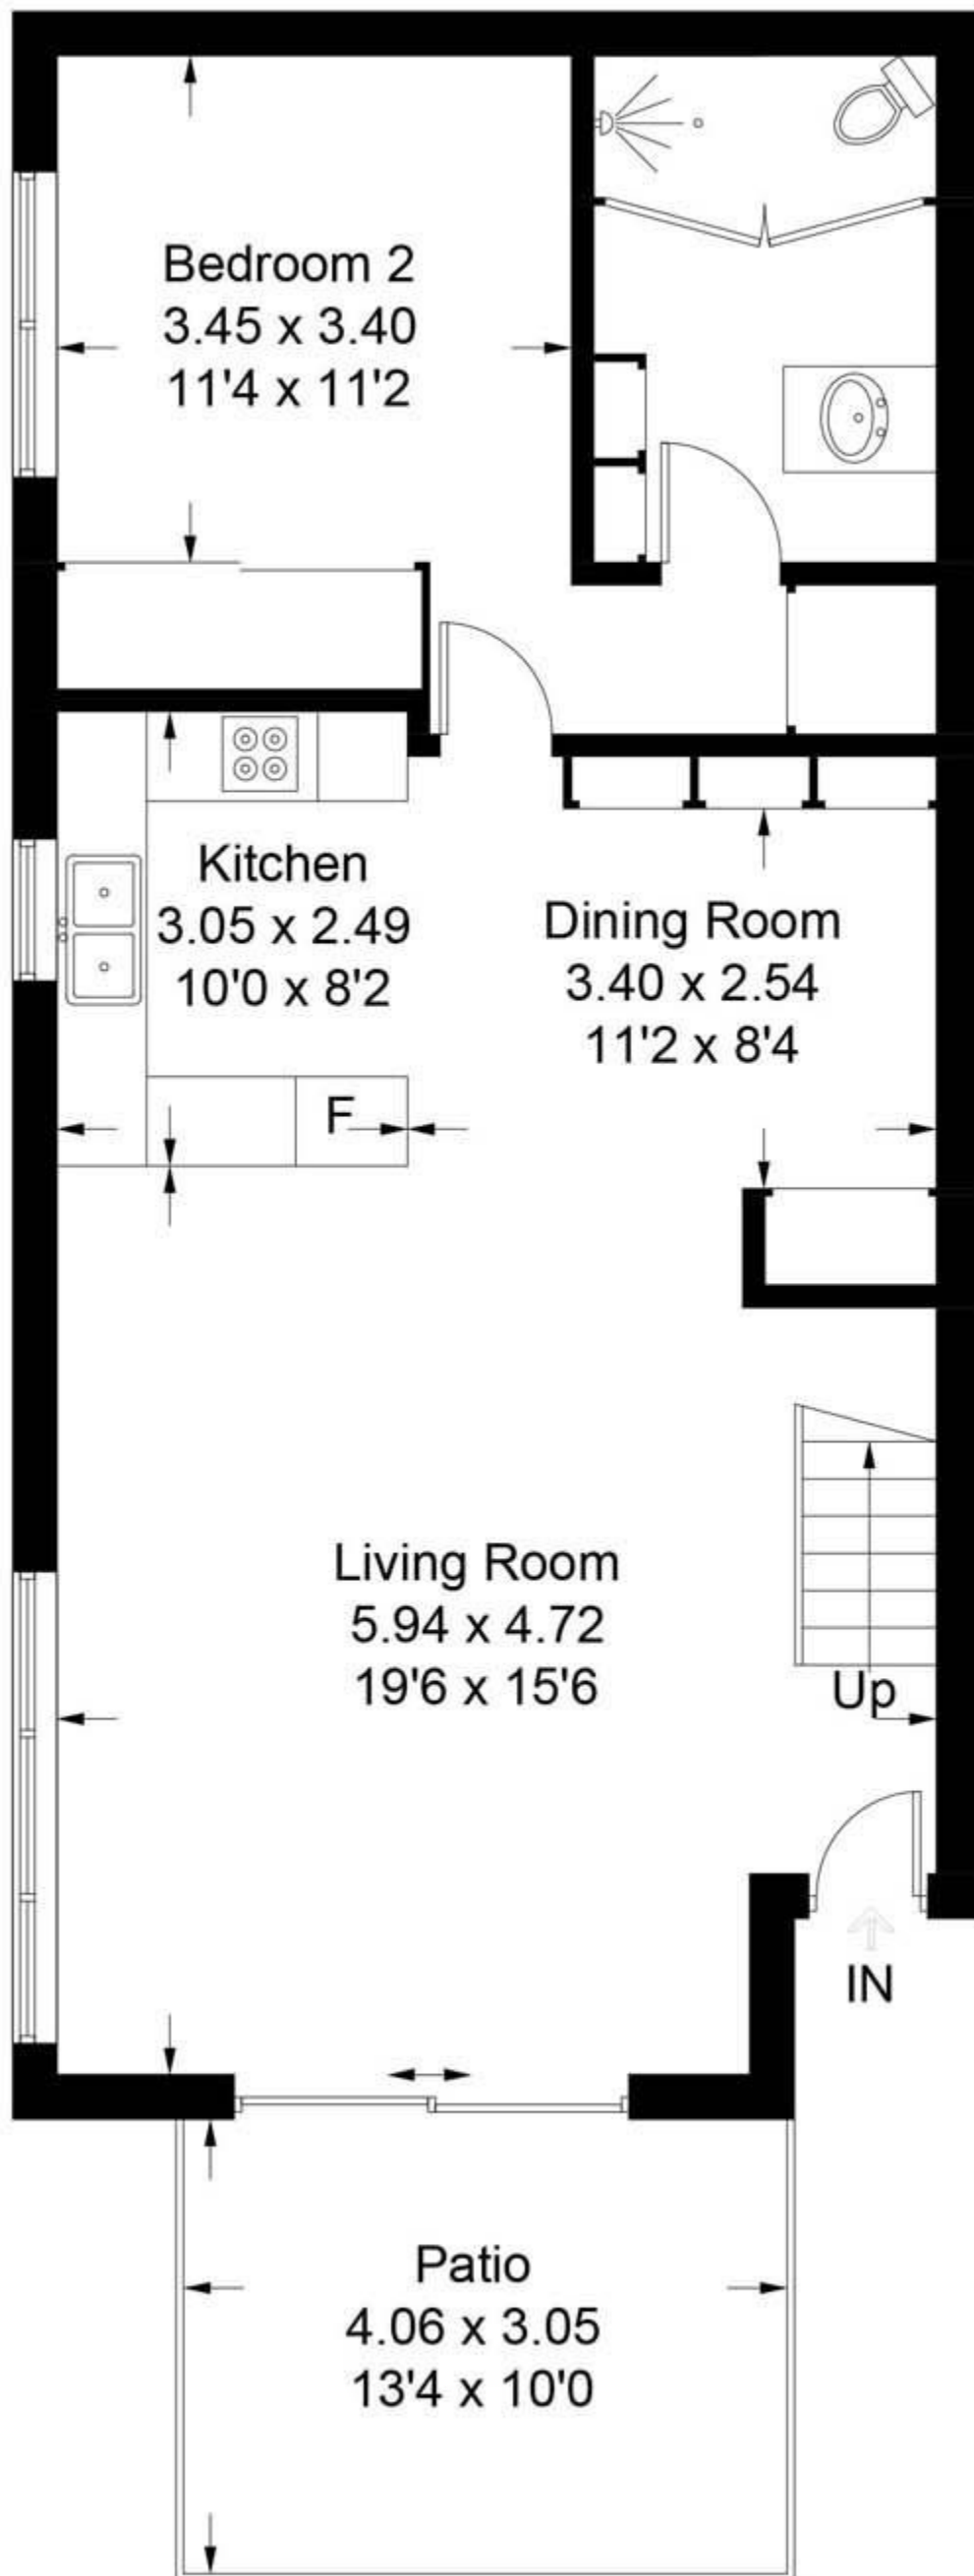 Bedroom 2
3.45 x 3.40
11'4 x 11'2
Kitchen
3.05 x 2.49
10'0 x 8'2
Dining Room
3.40 x 2.54
11'2 x 8'4
F
Living Room
5.94 x 4.72
19'6 x 15'6
Up
IN
Patio
4.06 x 3.05
13'4 x 10'0